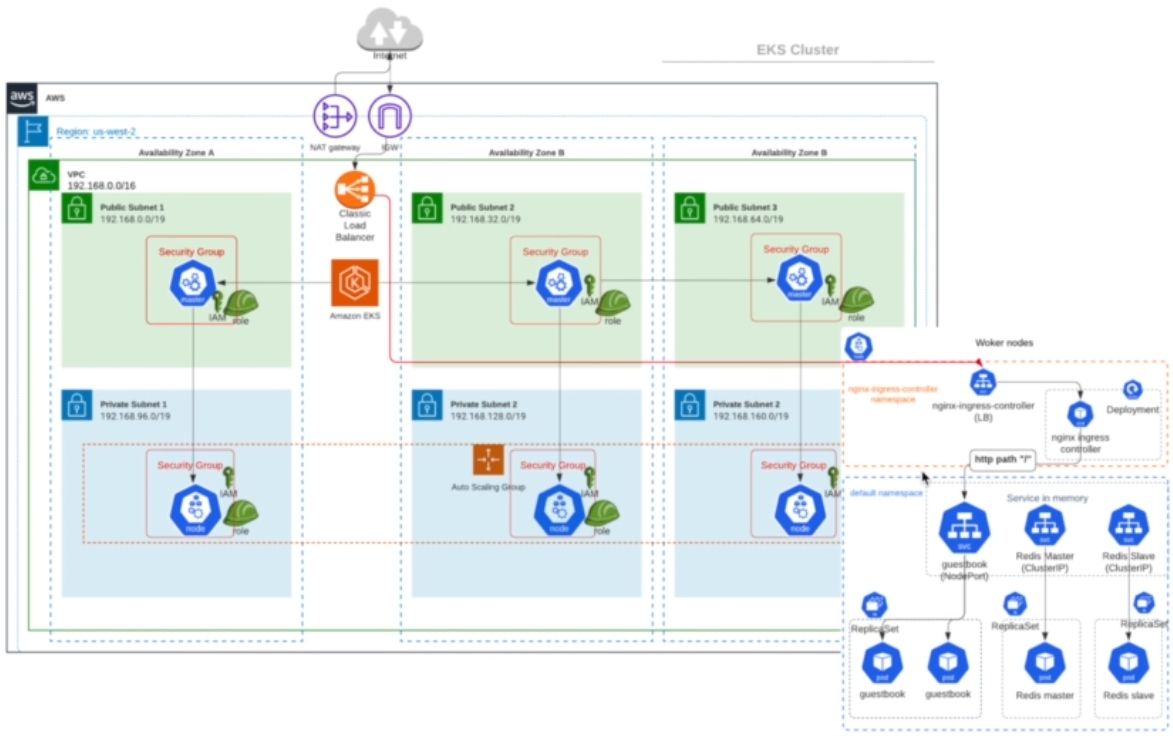 Internet
EKS Cluster
aws
AWS
Region: us-west-2
NAT gateway
IGW
Availability Zone A
Availability Zone B
Availability Zone B
VPC
192.168.0.0/16
Classic
Load
Balancer
Public Subnet 1
192.168.0.0/19
Public Subnet 2
192.168.32.0/19
Public Subnet 3
192.168.64.0/19
Security Group
master
IAM
role
Amazon EKS
Security Group
master
IAM
role
Security Group
master
IAM
role
Private Subnet 1
192.168.96.0/19
Private Subnet 2
192.168.128.0/19
Private Subnet 2
192.168.160.0/19
Security Group
node
IAM
role
Auto Scaling Group
Security Group
node
IAM
role
Security Group
node
IAM
Woker nodes
nginx-ingress-controller
namespace
nginx-ingress-controller
(LB)
Deployment
nginx ingress
controller
http path "/"
default namespace
Service in memory
svc
guestbook
(NodePort)
svc
Redis Master
(ClusterIP)
svc
Redis Slave
(ClusterIP)
ReplicaSet
ReplicaSet
ReplicaSet
pod
guestbook
pod
guestbook
pod
Redis master
pod
Redis slave